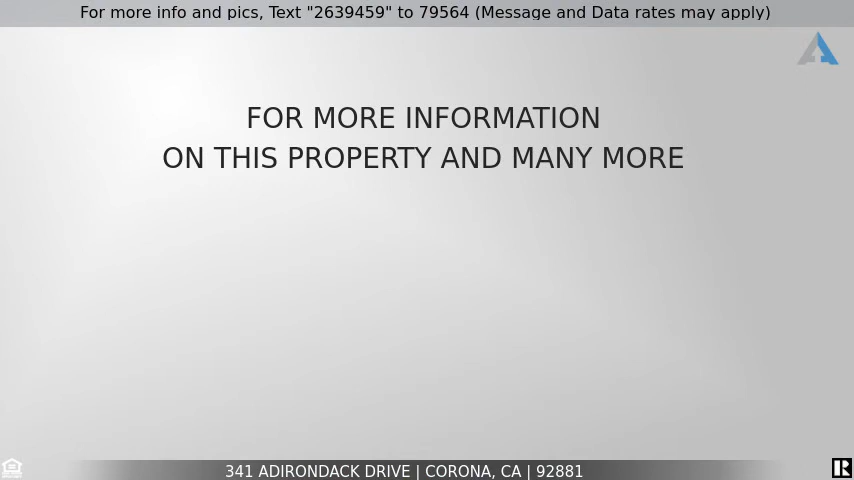 For more info and pics, Text "2639459" to 79564 (Message and Data rates may apply)
FOR MORE INFORMATION
ON THIS PROPERTY AND MANY MORE
341 ADIRONDACK DRIVE | CORONA, CA | 92881